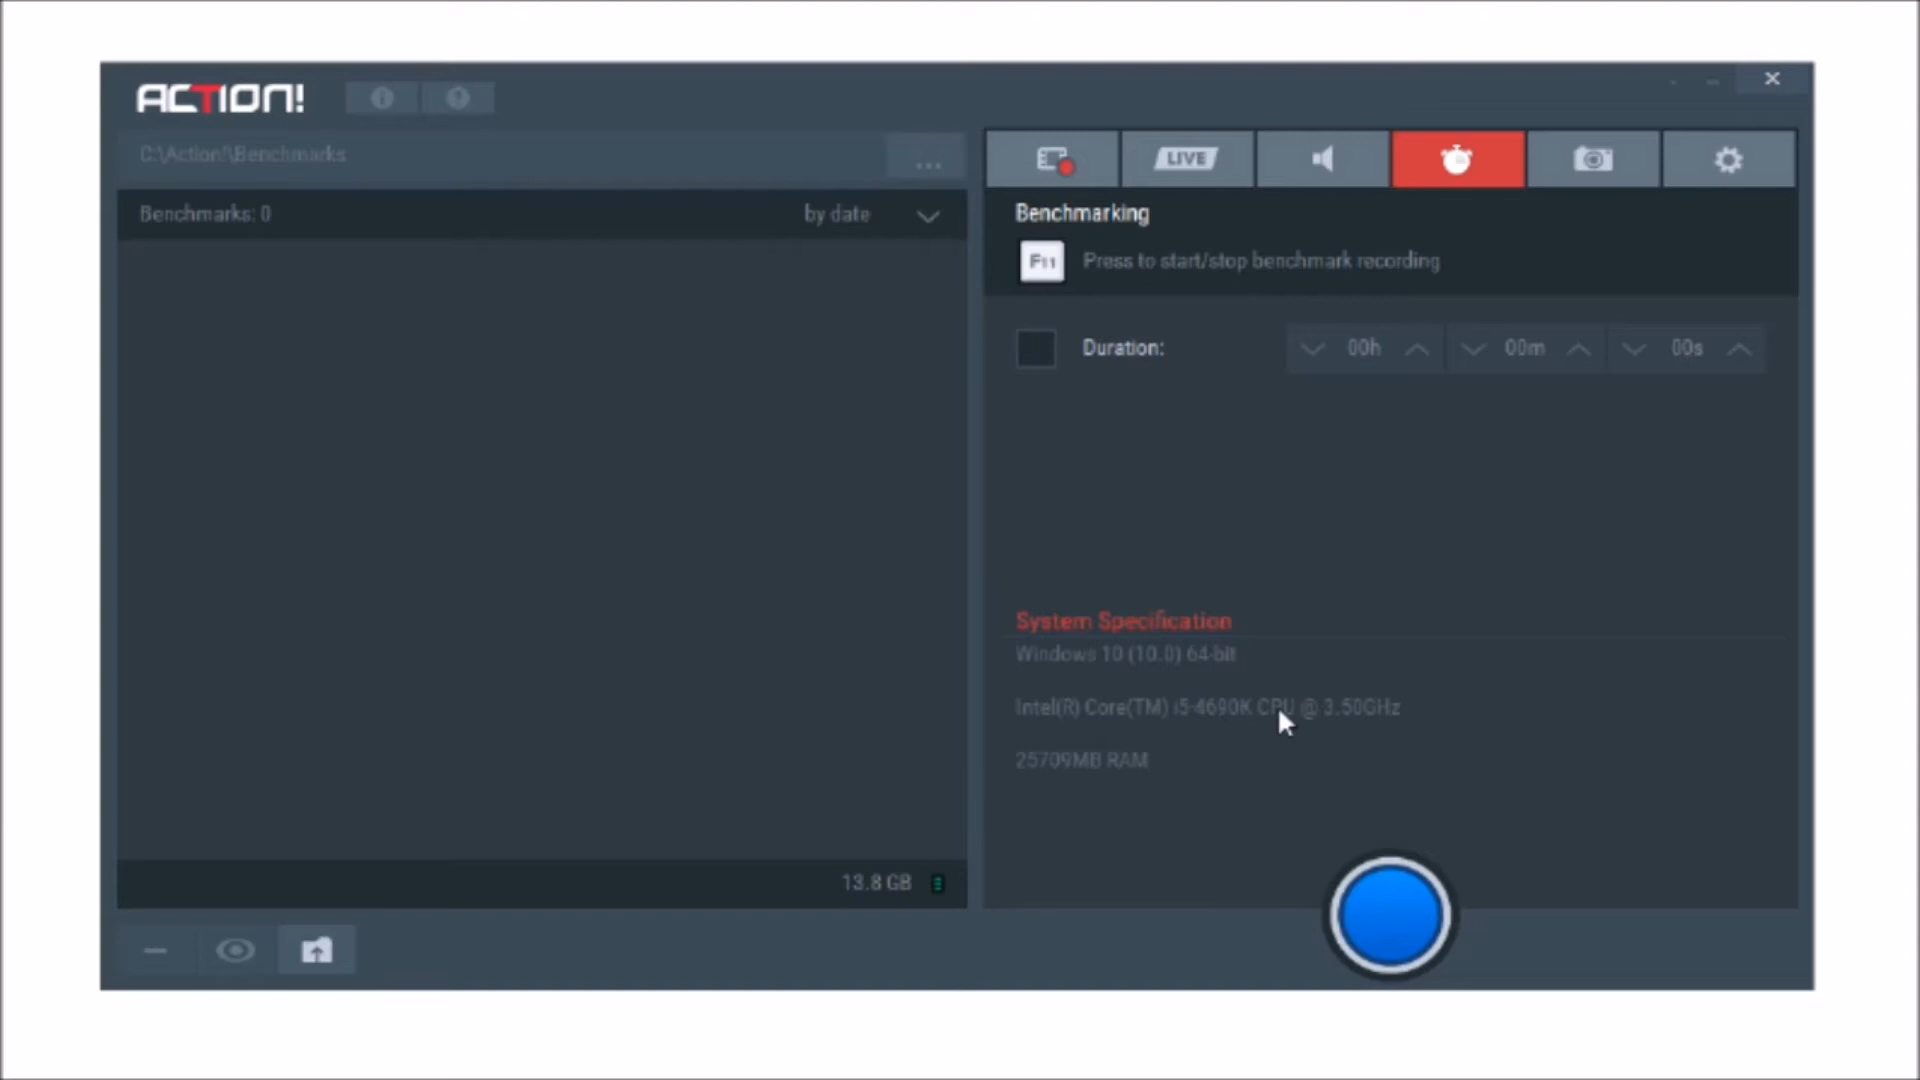 ACTION!
C:\Action!\Benchmarks
...
LIVE
Benchmarks: 0
by date
Benchmarking
F11
Press to start/stop benchmark recording
Duration:
00h
00m
00s
System Specification
Windows 10 (10.0) 64-bit
Intel(R) Core(TM) i5-4690K CPU @ 3.50GHz
25709MB RAM
13.8 GB